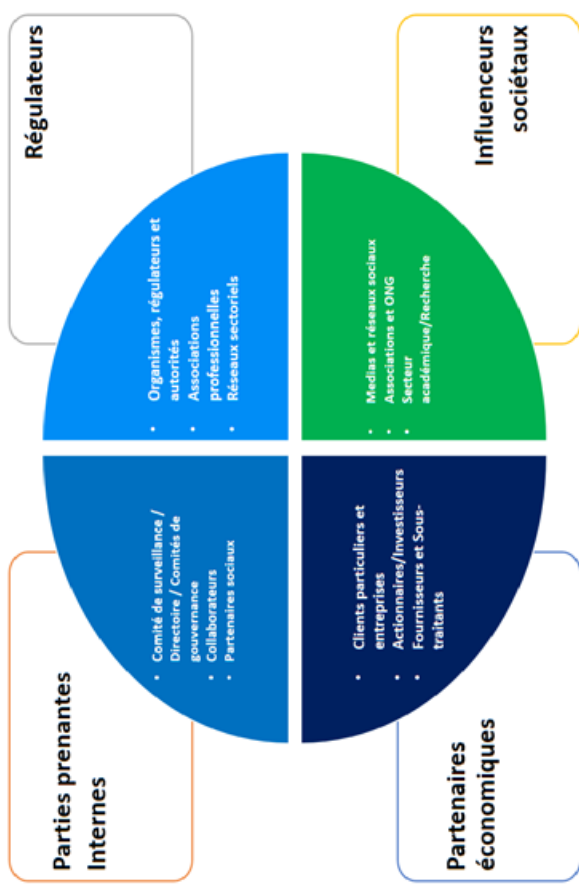 Parties prenantes
Internes
• Comité de surveillance /
Directoire / Comités de
gouvernance
• Collaborateurs
• Partenaires sociaux
Régulateurs
• Organismes, régulateurs et
autorités
• Associations
professionnelles
• Réseaux sectoriels
Partenaires
économiques
• Clients particuliers et
entreprises
• Actionnaires/Investisseurs
• Fournisseurs et Sous-
traitants
Influenceurs
sociétaux
• Medias et réseaux sociaux
• Associations et ONG
• Secteur
académique/Recherche